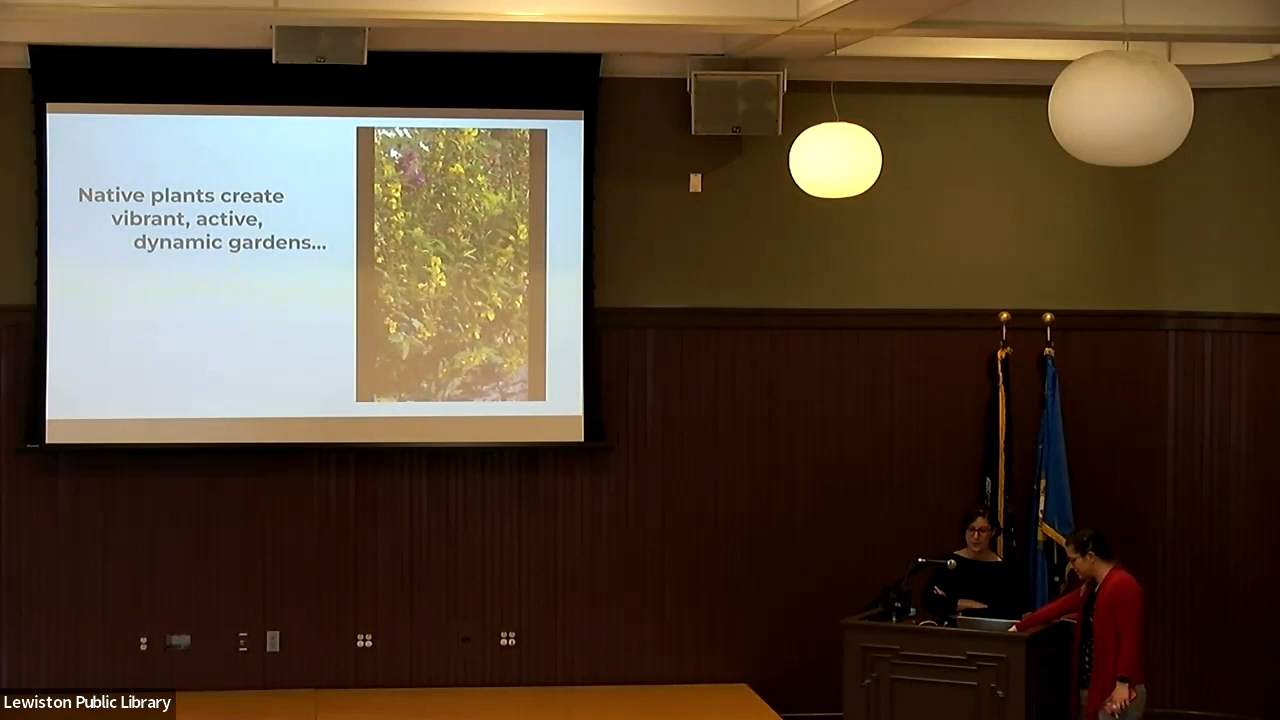 Native plants create
vibrant, active,
dynamic gardens...
Lewiston Public Library